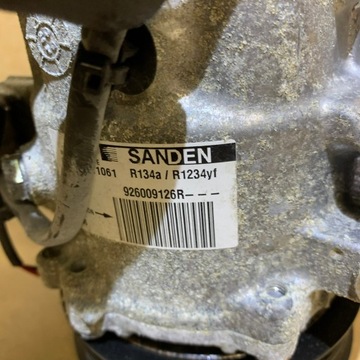 SANDEN
1061 R134a / R1234yf
926009126R---